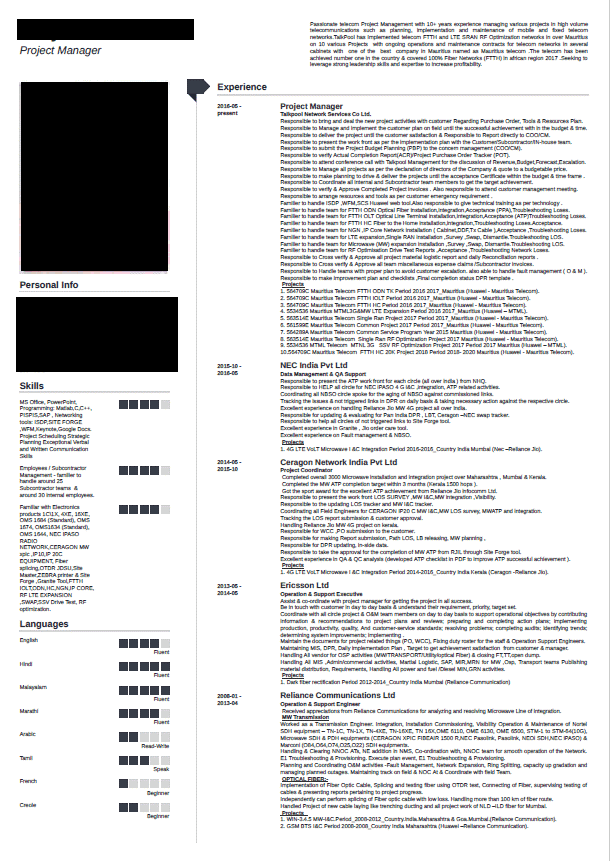 Project Manager
Passionate telecom Project Management with 10+ years experience managing various projects in high volume
telecommunications such as planning, implementation and maintenance of mobile and fixed telecom
networks.TalkPool has implemented telecom FTTH and LTE SRAN RF Optimization networks in over Mauritius
on 10 various Projects with ongoing operations and maintenance contracts for telecom networks in several
cabinets with one of the best company in Mauritius named as Mauritius telecom .The telecom has been
achieved number one in the country & covered 100% Fiber Networks (FTTH) in african region 2017 .Seeking to
leverage strong leadership skills and expertise to increase profitability.
Experience
2016-05 -
present
Project Manager
Talkpool Network Services Co Ltd.
Responsible to bring and deal the new project activities with customer Regarding Purchase Order, Tools & Resources Plan.
Responsible to Manage and implement the customer plan on field until the successful achievement with in the budget & time.
Responsible to deliver the project until the customer satisfaction & Responsible to Report directly to COO/CM.
Responsible to present the work front as per the implementation plan with the Customer/Subcontractor/IN-house team.
Responsible to submit the Project Budget Planning (PBP) to the concern management (COO/CM).
Responsible to verify Actual Completion Report(ACR)/Project Purchase Order Tracker (POT).
Responsible to attend conference call with Talkpool Management for the discussion of Revenue,Budget,Forecast,Escalation.
Responsible to Manage all projects as per the declaration of directors of the Company & quote to a budgetable price.
Responsible to make planning to drive & deliver the projects until the acceptance Certificate within the budget & time frame .
Responsible to Coordinate all internal and Subcontractor team members to get the target achievement.
Responsible to verify & Approve Completed Project Invoices . Also responsible to attend customer management meeting.
Responsible to arrange resources and tools as per customer emergency requirement .
Familier to handle ISDP ,WFM,SCS Huawei web tool.Also responsible to give technical training as per technology .
Familier to handle team for FTTH ODN Optical Fiber Installation,Integration,Acceptance (PPA),Troubleshooting Loses.
Familier to handle team for FTTH OLT Optical Line Terminal Installation,Integration,Acceptance (ATP)Troubleshooting Loses.
Familier to handle team for FTTH HC Fiber to the Home Installation,Integration,Troubleshooting Loses.Acceptance.
Familier to handle team for NGN ,IP Core Network Installation ( Cabinet,DDF,Tx Cable ),Acceptance ,Troubleshooting Loses.
Familier to handle team for LTE expansion,Single RAN Installation ,Survey ,Swap, Dismantle.Troubleshooting LOS.
Familier to handle team for Microwave (MW) expansion Installation ,Survey ,Swap, Dismantle.Troubleshooting LOS.
Familier to handle team for RF Optimisation Drive Test Reports ,Acceptance ,Troubleshooting Network Loses.
Responsible to Cross verify & Approve all project material logistic report and daily Reconciliation reports .
Responsible to Cross verify & Approve all team miscellaneous expense claims /Subcontractor invoices.
Responsible to Handle teams with proper plan to avoid customer escalation. also able to handle fault management ( O & M ).
Responsible to make improvement plan and checklists ,Final completion status DPR template .
Projects
1. 564709C Mauritius Telecom FTTH ODN TK Period 2016 2017_Mauritius (Huawei - Mauritius Telecom).
2. 564709C Mauritius Telecom FTTH IOLT Period 2016 2017_Mauritius (Huawei - Mauritius Telecom).
3. 564709C Mauritius Telecom FTTH HC Period 2016 2017_Mauritius (Huawei - Mauritius Telecom).
4. 5534536 Mauritius MTML3G&MW LTE Expansion Period 2016 2017_Mauritius (Huawei – MTML).
5. 563514E Mauritius Telecom Single Ran Project 2017 Period 2017_Mauritius (Huawei - Mauritius Telecom).
6. 561599E Mauritius Telecom Common Project 2017 Period 2017_Mauritius (Huawei - Mauritius Telecom).
7. 564289A Mauritius Telecom Common Service Program Year 2015 Mauritius (Huawei - Mauritius Telecom).
8. 563514E Mauritius Telecom Single Ran RF Optimization Project 2017 Mauritius (Huawei - Mauritius Telecom).
9. 5534536 MTML Telecom MTNL 3G SSV RF Optimization Project 2017 Period 2017 Mauritius (Huawei – MTML).
10.564709C Mauritius Telecom FTTH HC 20K Project 2018 Period 2018- 2020 Mauritius (Huawei - Mauritius Telecom).
2015-10 -
2016-05
NEC India Pvt Ltd
Data Management & QA Support
Responsible to present the ATP work front for each circle (all over India ) from NHQ.
Responsible to HELP all circle for NEC IPASO 4 G I&C ,Integration, ATP related activities.
Coordinating all NBSO circle spoke for the aging of NBSO against commissioned links.
Tracking the issues & not triggered links in DPR on daily basis & taking necessary action against the respective circle.
Excellent experience on handling Reliance Jio MW 4G project all over india.
Responsible for updating & evaluating for Pan India DPR , LBT, Ceragon –NEC swap tracker.
Responsible to help all circles of not triggered links to Site Forge tool.
Excellent experience in Granite , Jio order care tool.
Excellent experience on Fault management & NBSO.
Projects
1. 4G LTE VoLT Microwave I &C Integration Project 2016-2016_Country India Mumbai (Nec –Reliance Jio).
2014-05 -
2015-10
Ceragon Network India Pvt Ltd
Project Coordinator
Completed overall 3000 Microwave Installation and Integration project over Maharashtra , Mumbai & Kerala.
Completed the MW ATP completion target within 3 months (Kerala 1500 hops ).
Got the sport award for the excellent ATP achievement from Reliance Jio Infocomm Ltd.
Responsible to present the work front LOS SURVEY ,MW I&C,MW Integration ,Visibility.
Responsible to the updating LOS tracker and MW I&C tracker.
Coordinating all Field Engineers for CERAGON IP20 C MW I&C,MW LOS survey, MWATP and Integration.
Tracking the LOS report submission & customer approval.
Handling Reliance Jio MW 4G project on kerala.
Responsible for WCC ,PO submission to the customer.
Responsible for making Report submission, Path LOS, LB releasing, MW planning ,
Responsible for DPR updating, in-side data.
Responsible to take the approval for the completion of MW ATP from RJIL through Site Forge tool.
Excellent experience in QA & QC analysis (developed ATP checklist in PDF to improve ATP successful achievement ).
Projects
1. 4G LTE VoLT Microwave I &C Integration Project 2014-2016_Country India Kerala (Ceragon –Reliance Jio).
2013-05 -
2014-05
Ericsson Ltd
Operation & Support Executive
Assist & co-ordinate with project manager for getting the project in all success.
Be in touch with customer in day to day basis & understand their requirement, priority, target set.
Coordinate with all circle project & O&M team members on day to day basis to support operational objectives by contributing
information & recommendations to project plans and reviews; preparing and completing action plans; implementing
production, productivity, quality, And customer-service standards; resolving problems; completing audits; identifying trends;
determining system improvements; implementing .
Maintain the documents for project related things (PO, WCC), Fixing duty roster for the staff & Operation Support Engineers.
Maintaining MIS, DPR, Daily Implementation Plan , Target to get achieved satisfaction from customer & manager.
Handling All vendor for OSP activities (MW/TRANSPORT/Utility/optical Fiber) & closing FT,TT,open dump.
Handling All MIS ,Admin/commercial activities, Martial Logistic, SAP, MIR,MRN for MW ,Osp, Transport teams Publishing
material distribution, Requirements, Handling All power and fuel /Diesel MIN,GRN activities.
Projects
1. Dark fiber rectification Period 2012-2014_Country India Mumbai (Reliance Communication)
2008-01 -
2013-04
Reliance Communications Ltd
Operation & Support Engineer
Received appreciations from Reliance Communications for analyzing and resolving Microwave Line of Integration.
MW Transmission
Worked as a Transmission Engineer. Integration, Installation Commissioning, Visibility Operation & Maintenance of Nortel
SDH equipment – TN-1C, TN-1X, TN-4XE, TN-16XE, TN 16X,OME 6110, OME 6130, OME 6500, STM-1 to STM-64(10G),
Microwave SDH & PDH equipments (CERAGON XPIC FIBEAIR 1500 R,NEC Pasolink, Pasolink, NEO( SDH,NEC IPASO) &
Marconi (O84,O64,O74,O25,O22) SDH equipments.
Handling & Clearing NNOC ATs, NE addition in NMS, Co-ordination with, NNOC team for smooth operation of the Network.
E1 Troubleshooting & Provisioning. Execute plan event, E1 Troubleshooting & Provisioning.
Planning and Coordinating O&M activities -Fault Management, Network Expansion, Ring Splitting, capacity up gradation and
managing planned outages. Maintaining track on field & NOC At & Coordinate with field Team.
OPTICAL FIBER:-
Implementation of Fiber Optic Cable, Splicing and testing fiber using OTDR test, Connecting of Fiber, supervising testing of
cables & presenting reports pertaining to project progress.
Independently can perform splicing of Fiber optic cable with low loss. Handling more than 100 km of fiber route.
Handled Project of new cable laying like trenching ducting and all project work of NLD –ILD fiber for Mumbai.
Projects
1. WIN-3.4.5 MW-I&C,Period_2008-2012_Country.India.Maharashtra & Goa.Mumbai.(Reliance Communication).
2. GSM BTS I&C Period 2008-2008_Country India Maharashtra (Huawei –Reliance Communication).
Personal Info
Skills
MS Office, PowerPoint,
Programming: Matlab,C,C++,
PISPIS,SAP , Networking
tools: ISDP,SITE FORGE
,WFM,Keynote,Google Docs.
Project Scheduling Strategic
Planning Exceptional Verbal
and Written Communication
Skills
Employees / Subcontractor
Management - familier to
handle around 25
Subcontractor teams &
around 30 internal employees.
Familier with Electronics
products 1C\1X, 4XE, 16XE,
OMS 1684 (Standard), OMS
1674, OMS1634 (Standard),
OMS 1644, NEC IPASO
RADIO
NETWORK,CERAGON MW
xpic ,IP10,IP 20C
EQUIPMENT, Fiber
splicing,OTDR JDSU,Site
Master,ZEBRA printer & Site
Forge ,Granite Tool,FTTH
IOLT,ODN,HC,NGN,IP CORE,
RF LTE EXPANSION
,SWAP,SSV Drive Test, RF
optimization.
Languages
English
Fluent
Hindi
Fluent
Malayalam
Fluent
Marathi
Fluent
Arabic
Read-Write
Tamil
Speak
French
Beginner
Creole
Beginner